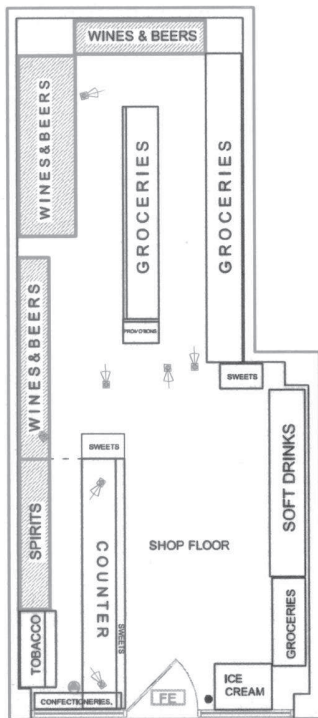 WINES & BEERS
WINES&BEERS
GROCERIES
GROCERIES
PROMOTIONS
WINES&BEERS
SWEETS
SWEETS
SPIRITS
COUNTER
SWEETS
SHOP FLOOR
SOFT DRINKS
GROCERIES
TOBACCO
CONFECTIONERIES,
FE
ICE
CREAM